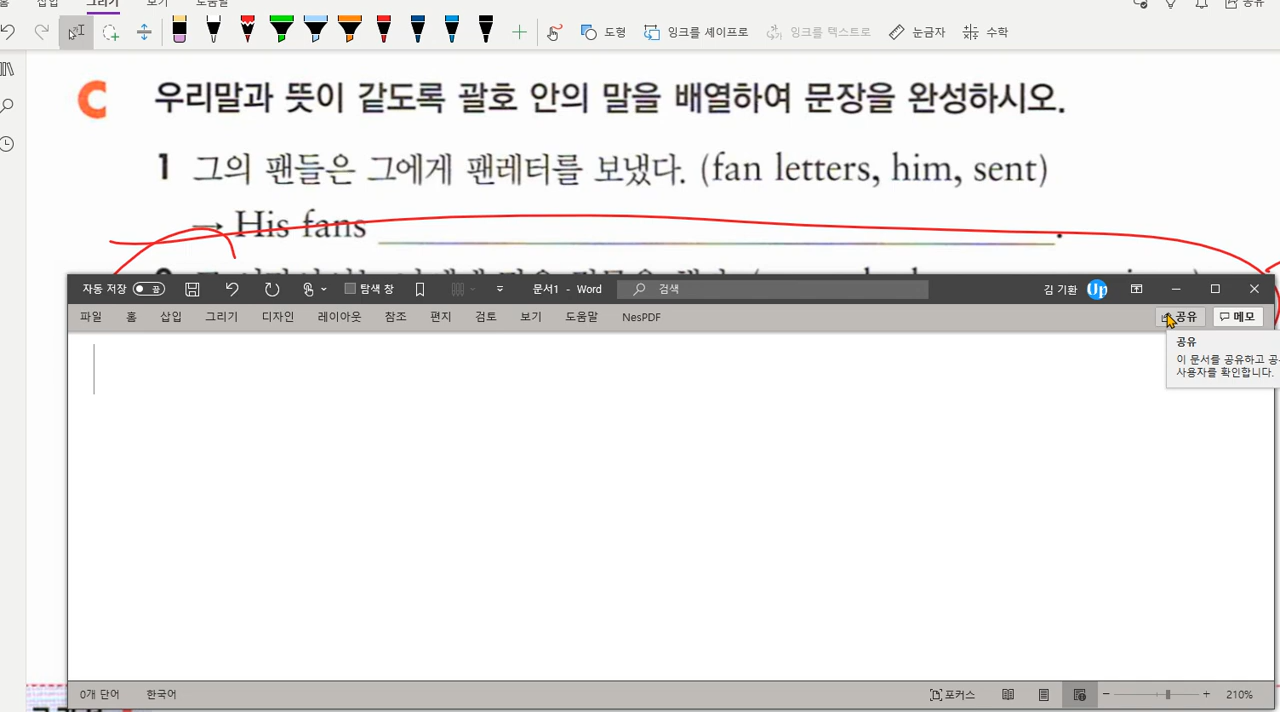 홈 삽입 그리기 보기 도움말 공유
도형 잉크를 셰이프로 잉크를 텍스트로 눈금자 수학
C 우리말과 뜻이 같도록 괄호 안의 말을 배열하여 문장을 완성하시오.
1 그의 팬들은 그에게 팬레터를 보냈다. (fan letters, him, sent)
→ His fans .
자동 저장 끔 탐색 창 문서1 - Word 검색 김 기환 Up
파일 홈 삽입 그리기 디자인 레이아웃 참조 편지 검토 보기 도움말 NesPDF 공유 메모
공유
이 문서를 공유하고
사용자를 확인합니다.
0개 단어 한국어 포커스 210%